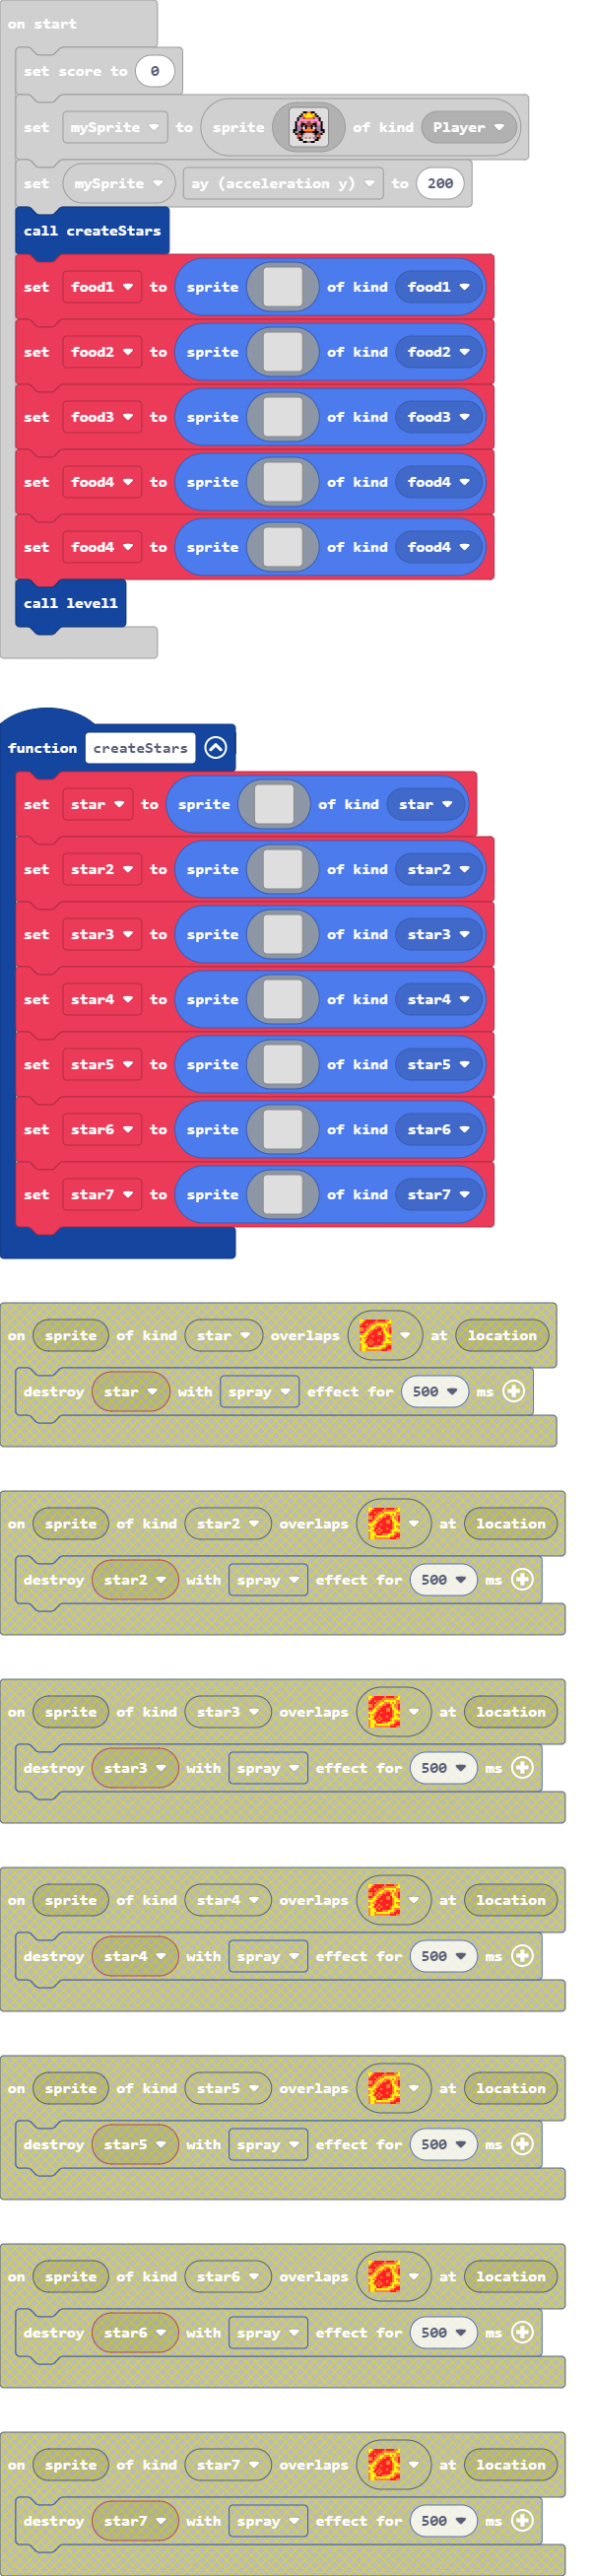 on start
set score to 0
set mySprite to sprite of kind Player
set mySprite ay (acceleration y) to 200
call createStars
set food1 to sprite of kind food1
set food2 to sprite of kind food2
set food3 to sprite of kind food3
set food4 to sprite of kind food4
set food4 to sprite of kind food4
call level1
function createStars
set star to sprite of kind star
set star2 to sprite of kind star2
set star3 to sprite of kind star3
set star4 to sprite of kind star4
set star5 to sprite of kind star5
set star6 to sprite of kind star6
set star7 to sprite of kind star7
on sprite of kind star overlaps at location
destroy star with spray effect for 500 ms
on sprite of kind star2 overlaps at location
destroy star2 with spray effect for 500 ms
on sprite of kind star3 overlaps at location
destroy star3 with spray effect for 500 ms
on sprite of kind star4 overlaps at location
destroy star4 with spray effect for 500 ms
on sprite of kind star5 overlaps at location
destroy star5 with spray effect for 500 ms
on sprite of kind star6 overlaps at location
destroy star6 with spray effect for 500 ms
on sprite of kind star7 overlaps at location
destroy star7 with spray effect for 500 ms